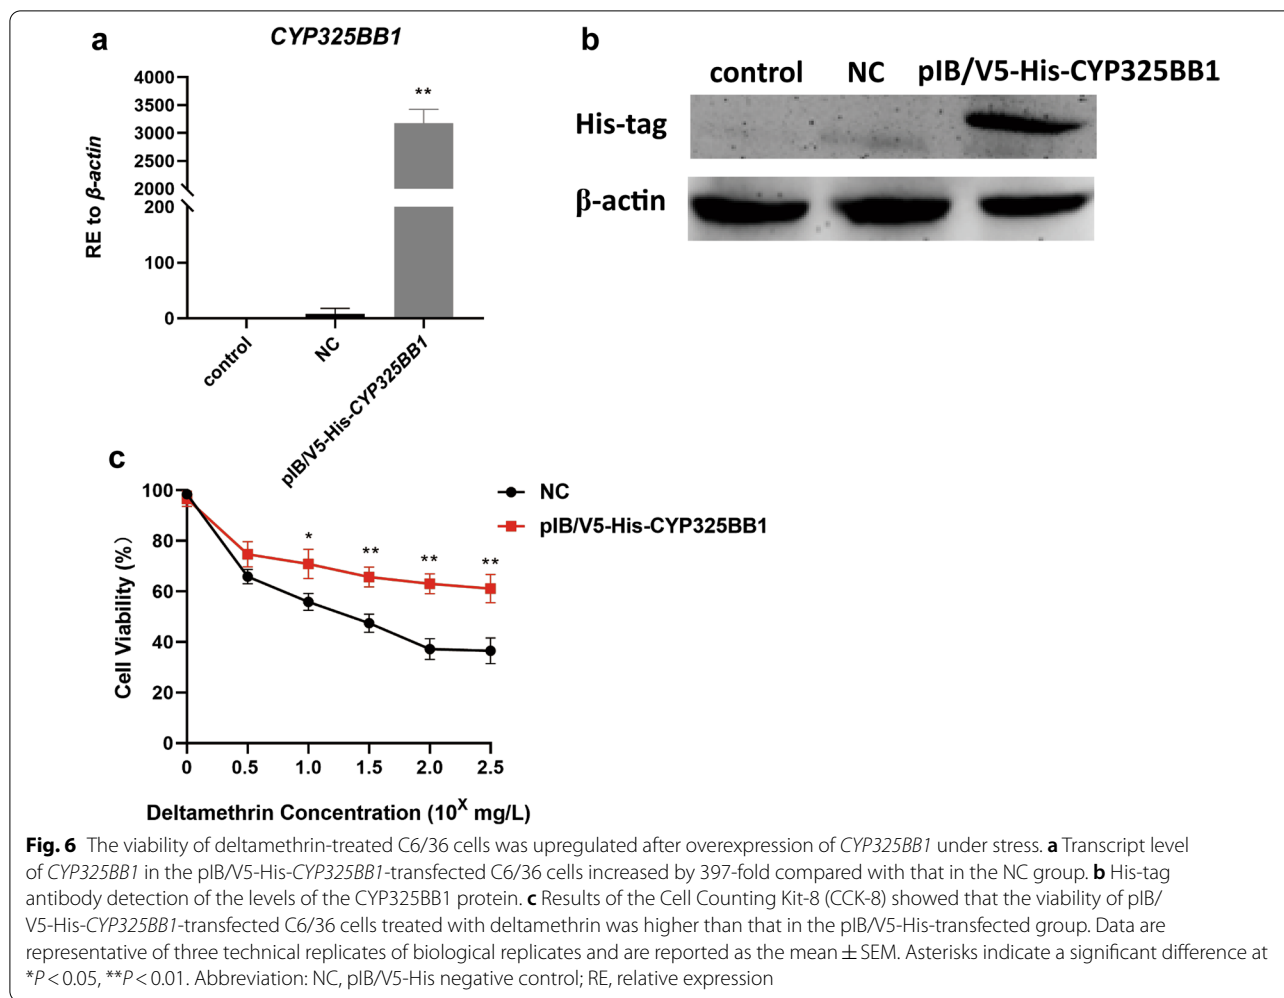 a
CYP325BB1
RE to β-actin
4000
3500
3000
2500
2000
200
100
0
**
control
NC
pIB/V5-His-CYP325BB1
b
control NC pIB/V5-His-CYP325BB1
His-tag
β-actin
c
Cell Viability (%)
100
80
60
40
20
0
* ** ** **
0 0.5 1.0 1.5 2.0 2.5
Deltamethrin Concentration (10^X mg/L)
NC
pIB/V5-His-CYP325BB1
Fig. 6 The viability of deltamethrin-treated C6/36 cells was upregulated after overexpression of CYP325BB1 under stress. a Transcript level
of CYP325BB1 in the pIB/V5-His-CYP325BB1-transfected C6/36 cells increased by 397-fold compared with that in the NC group. b His-tag
antibody detection of the levels of the CYP325BB1 protein. c Results of the Cell Counting Kit-8 (CCK-8) showed that the viability of pIB/
V5-His-CYP325BB1-transfected C6/36 cells treated with deltamethrin was higher than that in the pIB/V5-His-transfected group. Data are
representative of three technical replicates of biological replicates and are reported as the mean ± SEM. Asterisks indicate a significant difference at
*P < 0.05, **P < 0.01. Abbreviation: NC, pIB/V5-His negative control; RE, relative expression